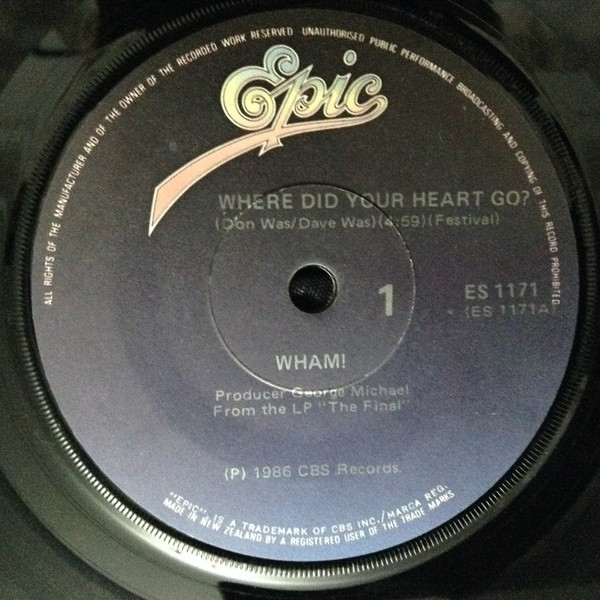 ALL RIGHTS OF THE MANUFACTURER AND OF THE OWNER OF THE RECORDED WORK RESERVED UNAUTHORISED PUBLIC PERFORMANCE BROADCASTING AND COPYING OF THIS RECORD PROHIBITED
Epic
WHERE DID YOUR HEART GO?
(Don Was/Dave Was)(4:59)(Festival)
1
ES 1171
(ES 1171A)
WHAM!
Producer George Michael
From the LP "The Final"
(P) 1986 CBS Records.
"EPIC" IS A TRADEMARK OF CBS INC./MARCA REG.
MADE IN NEW ZEALAND BY A REGISTERED USER OF THE TRADE MARKS